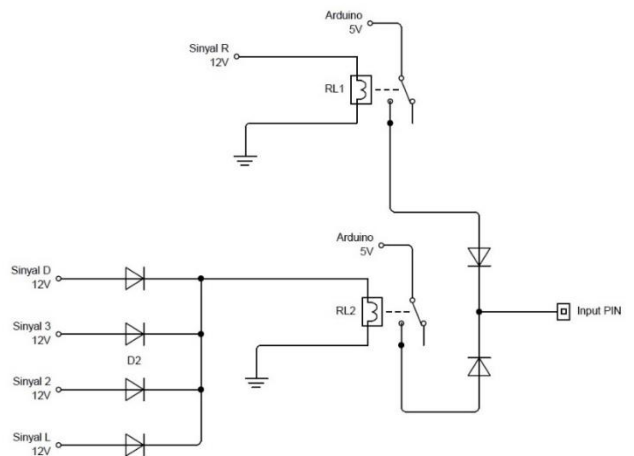 Arduino
5V
Sinyal R
12V
RL1
Arduino
5V
Sinyal D
12V
RL2
Input PIN
Sinyal 3
12V
D2
Sinyal 2
12V
Sinyal L
12V